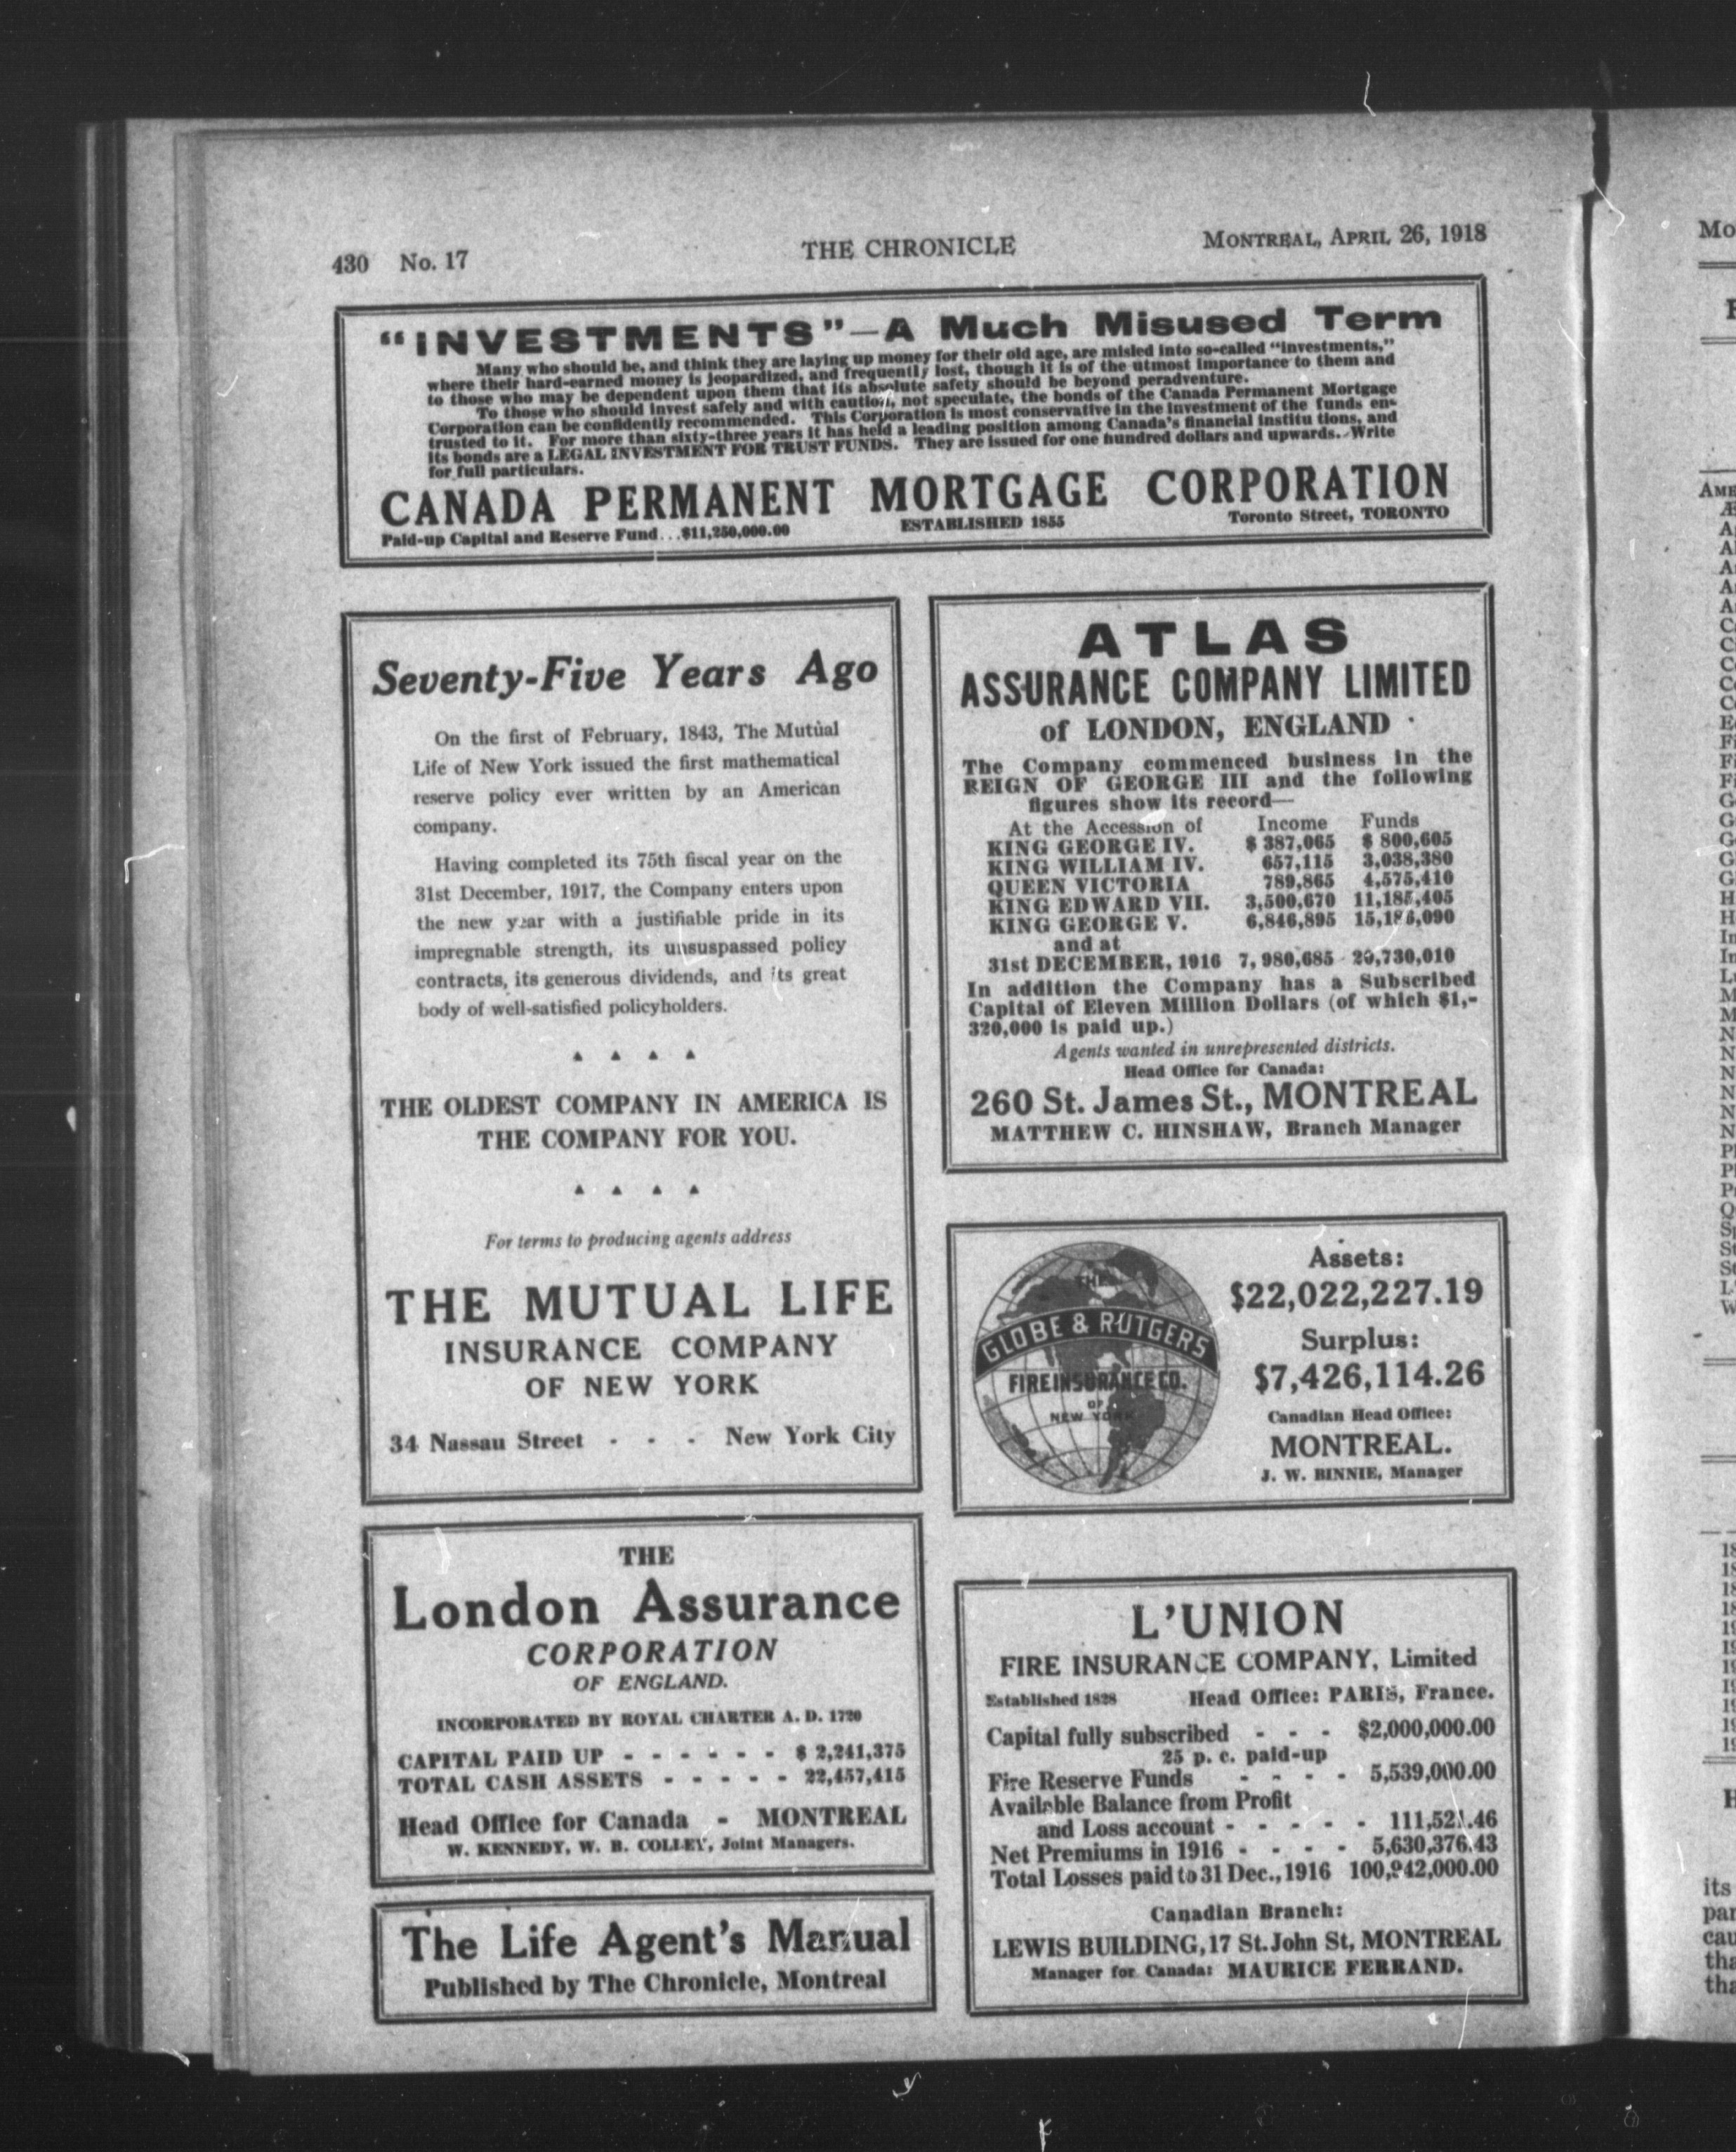 430 No. 17
THE CHRONICLE
MONTREAL, APRIL 26, 1918
"INVESTMENTS"—A Much Misused Term
Many who should be, and think they are laying up money for their old age, are misled into so-called "investments,"
where their hard-earned money is jeopardized, and frequently lost, though it is of the utmost importance to them and
to those who may be dependent upon them that its absolute safety should be beyond peradventure.
To those who should invest safely and with caution, not speculate, the bonds of the Canada Permanent Mortgage
Corporation can be confidently recommended. This Corporation is most conservative in the investment of the funds en-
trusted to it. For more than sixty-three years it has held a leading position among Canada's financial institu tions, and
its bonds are a LEGAL INVESTMENT FOR TRUST FUNDS. They are issued for one hundred dollars and upwards. Write
for full particulars.
CANADA PERMANENT MORTGAGE CORPORATION
Paid-up Capital and Reserve Fund...$11,250,000.00
ESTABLISHED 1855
Toronto Street, TORONTO
Seventy-Five Years Ago
On the first of February, 1843, The Mutual
Life of New York issued the first mathematical
reserve policy ever written by an American
company.
Having completed its 75th fiscal year on the
31st December, 1917, the Company enters upon
the new year with a justifiable pride in its
impregnable strength, its unsuspassed policy
contracts, its generous dividends, and its great
body of well-satisfied policyholders.
THE OLDEST COMPANY IN AMERICA IS
THE COMPANY FOR YOU.
For terms to producing agents address
THE MUTUAL LIFE
INSURANCE COMPANY
OF NEW YORK
34 Nassau Street - - - New York City
THE
London Assurance
CORPORATION
OF ENGLAND.
INCORPORATED BY ROYAL CHARTER A. D. 1720
CAPITAL PAID UP - - - - - - $ 2,241,375
TOTAL CASH ASSETS - - - - - 22,457,415
Head Office for Canada - MONTREAL
W. KENNEDY, W. B. COLLEY, Joint Managers.
The Life Agent's Manual
Published by The Chronicle, Montreal
ATLAS
ASSURANCE COMPANY LIMITED
of LONDON, ENGLAND
The Company commenced business in the
REIGN OF GEORGE III and the following
figures show its record—
At the Accession of Income Funds
KING GEORGE IV. $ 387,065 $ 800,605
KING WILLIAM IV. 657,115 3,038,380
QUEEN VICTORIA 789,865 4,575,410
KING EDWARD VII. 3,500,670 11,185,405
KING GEORGE V. 6,846,895 15,186,090
and at
31st DECEMBER, 1916 7,980,685 20,730,010
In addition the Company has a Subscribed
Capital of Eleven Million Dollars (of which $1,-
320,000 is paid up.)
Agents wanted in unrepresented districts.
Head Office for Canada:
260 St. James St., MONTREAL
MATTHEW C. HINSHAW, Branch Manager
THE
GLOBE & RUTGERS
FIRE INSURANCE CO.
OF
NEW YORK
Assets:
$22,022,227.19
Surplus:
$7,426,114.26
Canadian Head Office:
MONTREAL.
J. W. BINNIE, Manager
L'UNION
FIRE INSURANCE COMPANY, Limited
Established 1828 Head Office: PARIS, France.
Capital fully subscribed - - - $2,000,000.00
25 p. c. paid-up
Fire Reserve Funds - - - - 5,539,000.00
Available Balance from Profit
and Loss account - - - - - 111,521.46
Net Premiums in 1916 - - - - 5,630,376.43
Total Losses paid to 31 Dec., 1916 100,942,000.00
Canadian Branch:
LEWIS BUILDING, 17 St. John St, MONTREAL
Manager for Canada: MAURICE FERRAND.